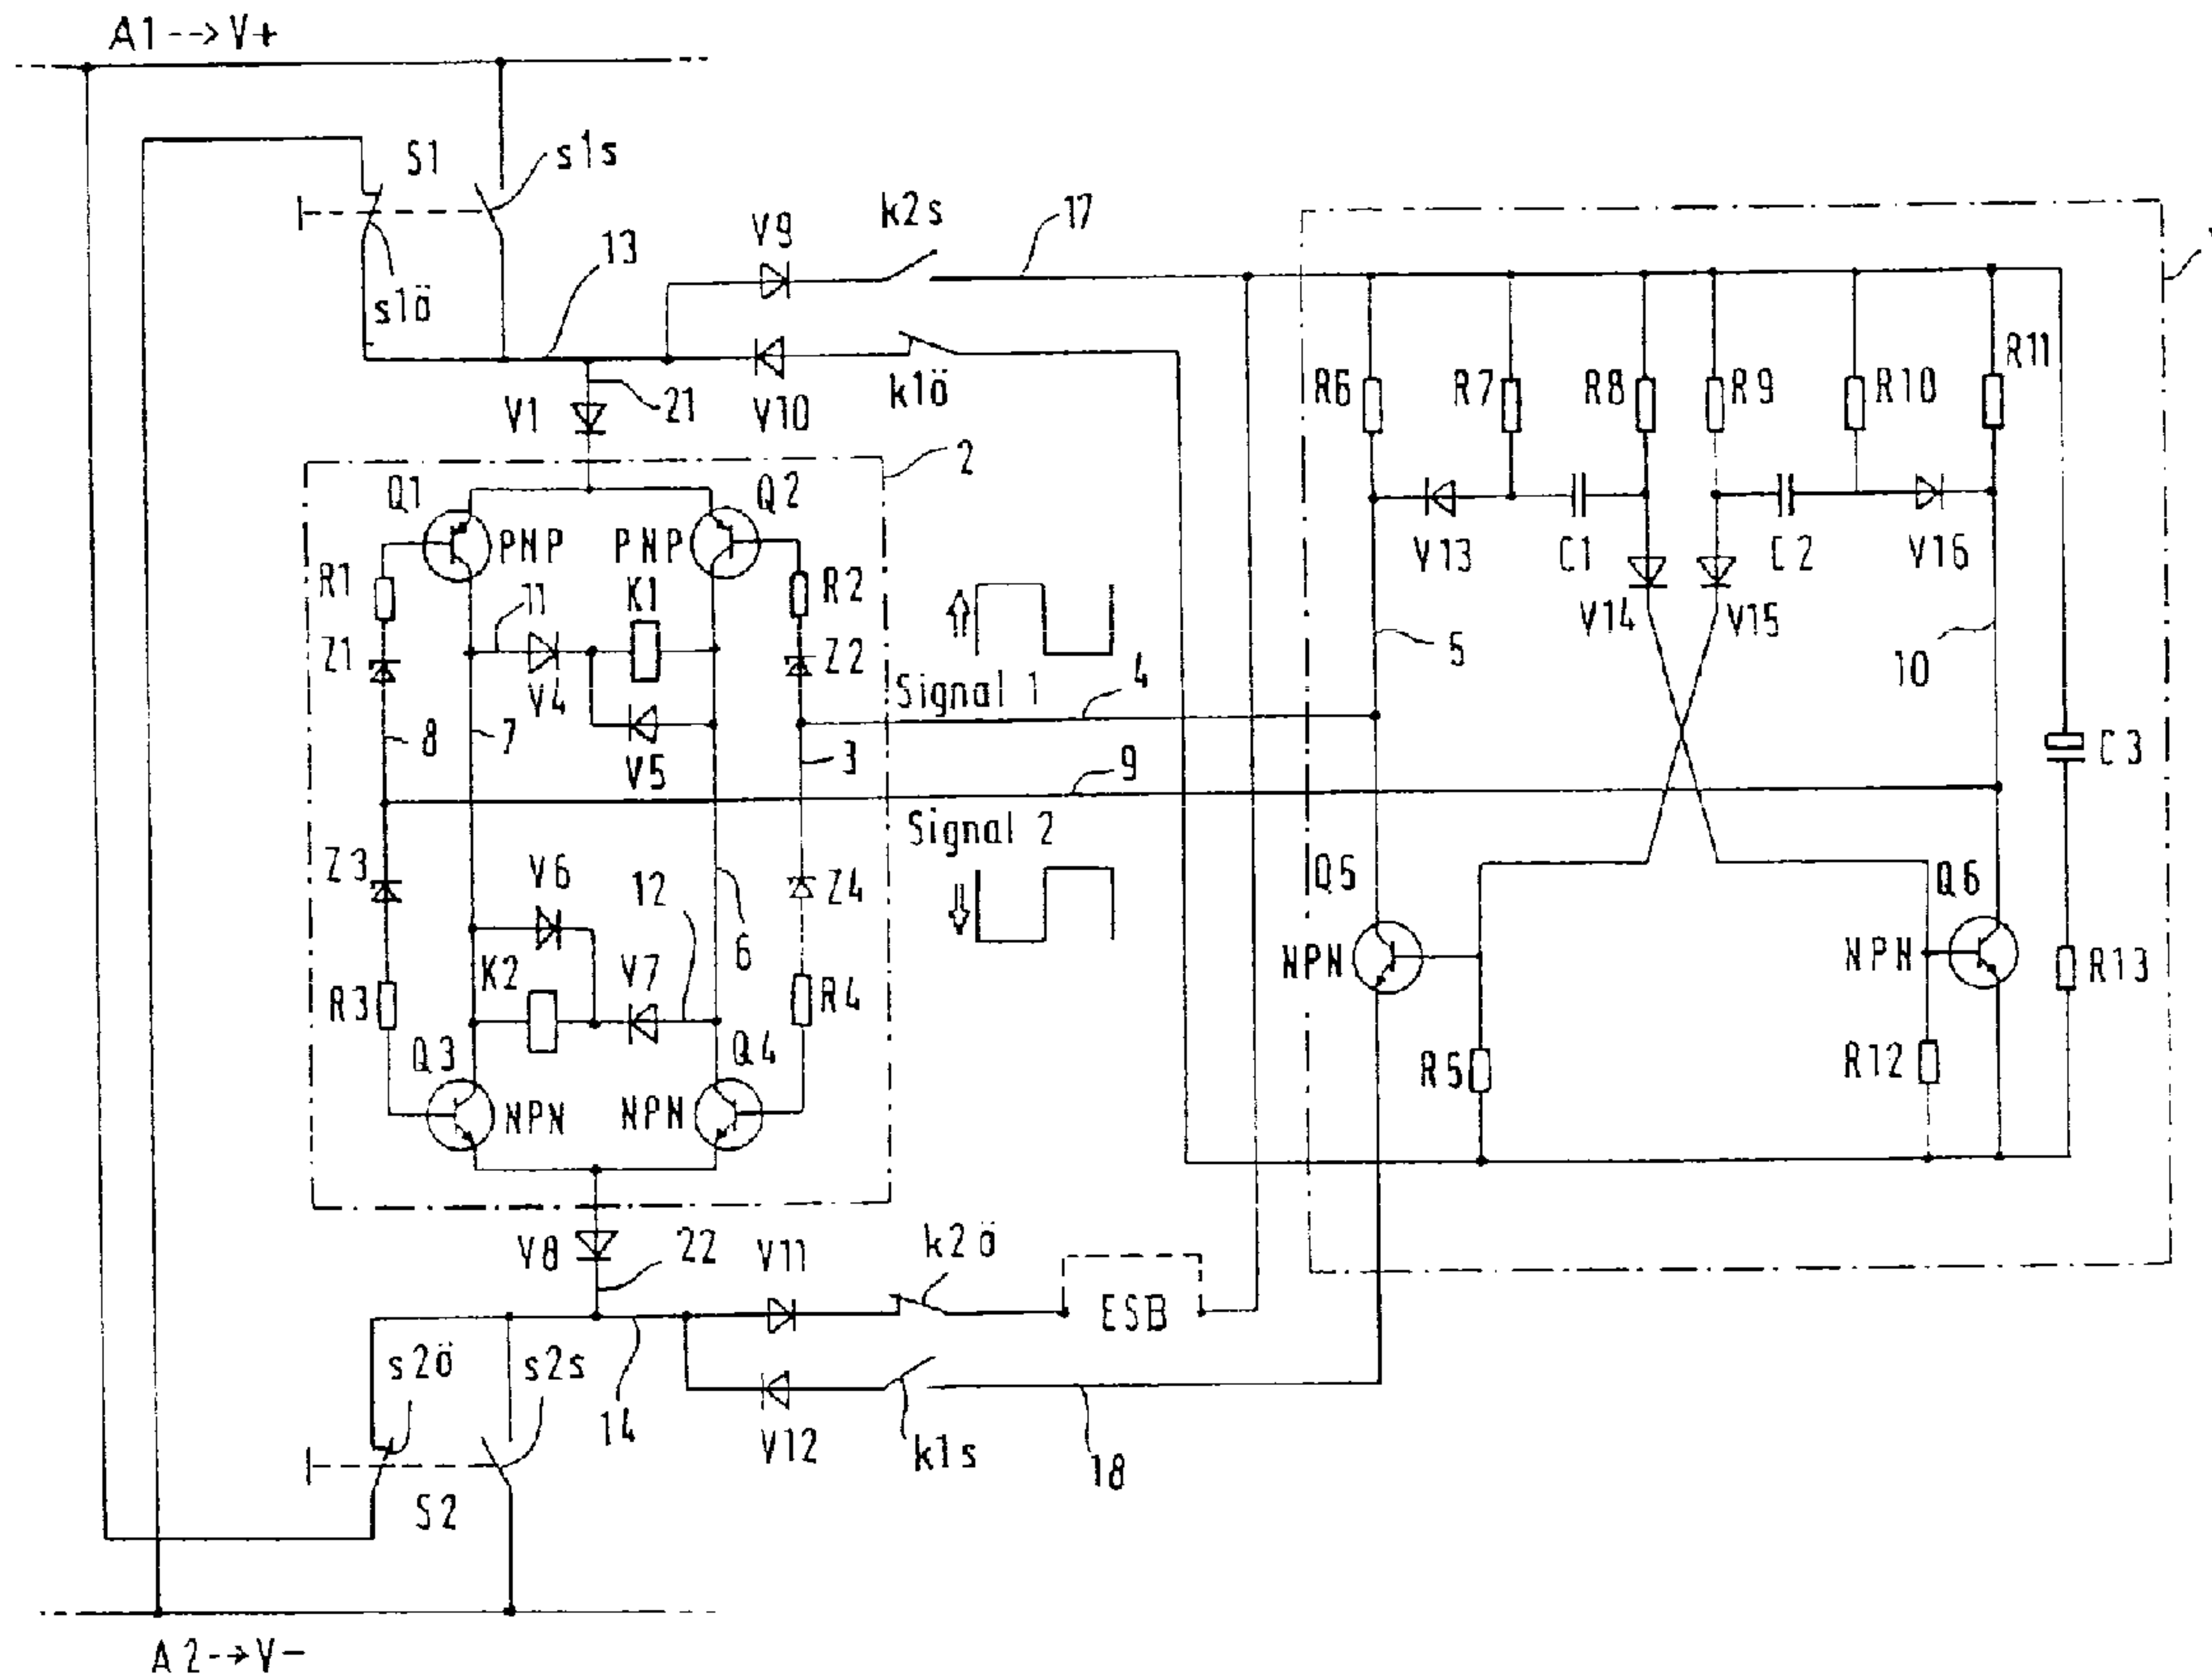 A1-->V+
S1
s1s
k2s
17
V9
13
s1ö
R11
k1ö
R6
R7
R8
R9
R10
V1
21
V10
2
Q1
Q2
PNP
PNP
V13
C1
C2
V16
R1
K1
R2
11
V14
V15
Z1
Z2
5
10
V4
Signal 1
4
8
7
3
C3
V5
9
Signal 2
Z3
V6
12
Z4
Q5
Q6
6
K2
V7
NPN
NPN
R13
R3
R4
Q3
Q4
R5
R12
NPN
NPN
V8
22
V11
k2ö
ESB
s2ö
s2s
14
V12
k1s
18
S2
A2-->V-